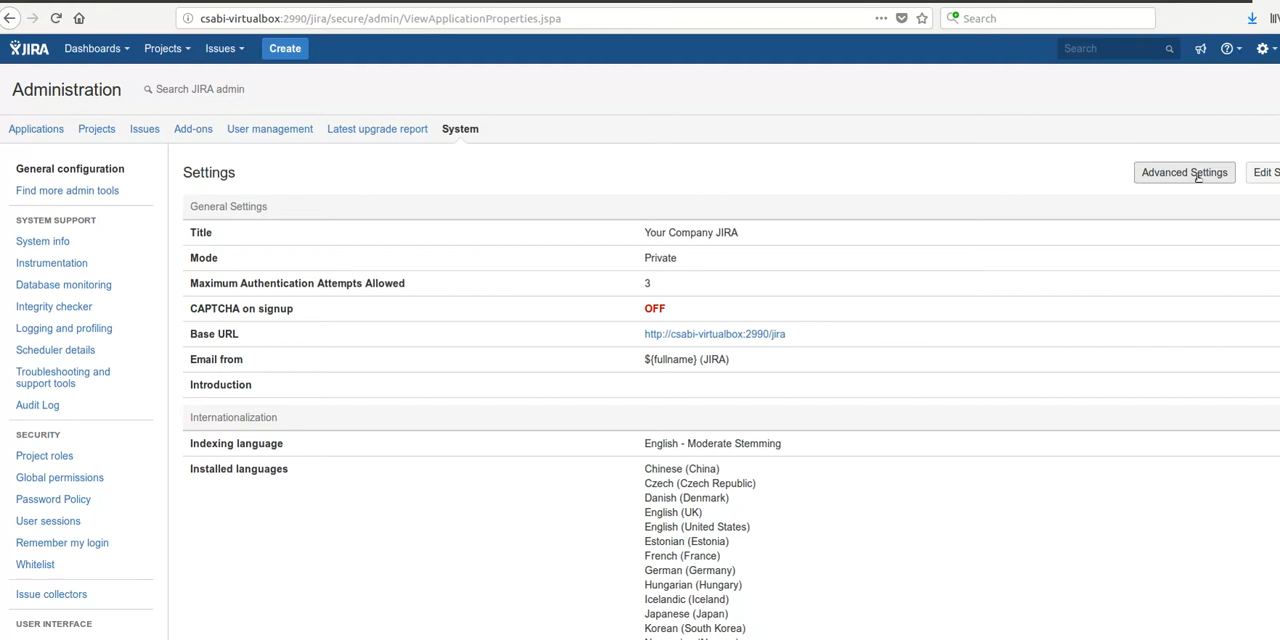 csabi-virtualbox:2990/jira/secure/admin/ViewApplicationProperties.jspa
Search
JIRA Dashboards Projects Issues Create Search
Administration Search JIRA admin
Applications Projects Issues Add-ons User management Latest upgrade report System
General configuration
Find more admin tools
SYSTEM SUPPORT
System info
Instrumentation
Database monitoring
Integrity checker
Logging and profiling
Scheduler details
Troubleshooting and
support tools
Audit Log
SECURITY
Project roles
Global permissions
Password Policy
User sessions
Remember my login
Whitelist
Issue collectors
USER INTERFACE
Settings
Advanced Settings Edit S
General Settings
Title Your Company JIRA
Mode Private
Maximum Authentication Attempts Allowed 3
CAPTCHA on signup OFF
Base URL http://csabi-virtualbox:2990/jira
Email from ${fullname} (JIRA)
Introduction
Internationalization
Indexing language English - Moderate Stemming
Installed languages Chinese (China)
Czech (Czech Republic)
Danish (Denmark)
English (UK)
English (United States)
Estonian (Estonia)
French (France)
German (Germany)
Hungarian (Hungary)
Icelandic (Iceland)
Japanese (Japan)
Korean (South Korea)